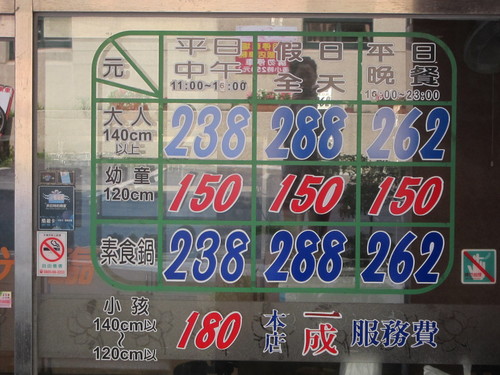 元
平日
中午
11:00~16:00
假日
全天
平日
晚餐
16:00~23:00
大人
140cm
以上
238
288
262
幼童
120cm
150
150
150
素食鍋
238
288
262
小孩
140cm以
~
120cm以
180
本店
一成
服務費